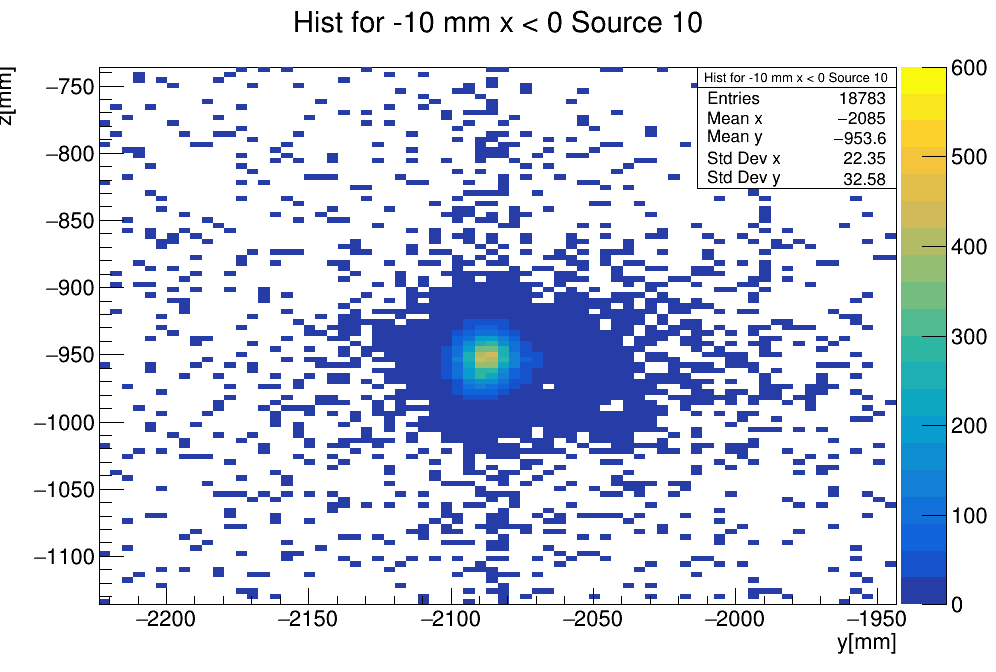 Hist for -10 mm x < 0 Source 10
z[mm]
−750
−800
−850
−900
−950
−1000
−1050
−1100
Hist for -10 mm x < 0 Source 10
Entries 18783
Mean x −2085
Mean y −953.6
Std Dev x 22.35
Std Dev y 32.58
600
500
400
300
200
100
0
−2200 −2150 −2100 −2050 −2000 −1950
y[mm]